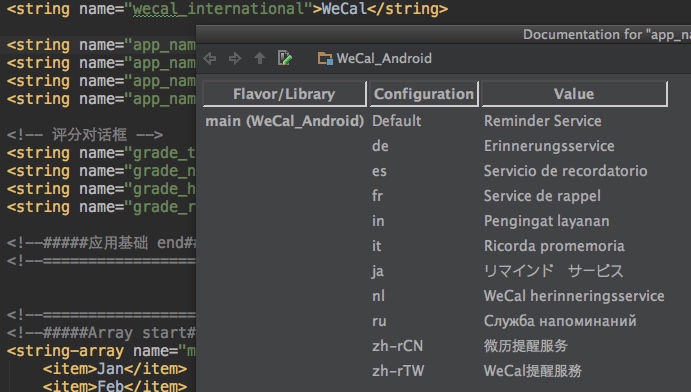 <string name="wecal_international">WeCal</string>
Documentation for "app_na
<string name="app_nam
<string name="app_nam
<string name="app_nam
<string name="app_nam
<!-- 评分对话框 -->
<string name="grade_t
<string name="grade_n
<string name="grade_h
<string name="grade_r
<!--#####应用基础 end##
<!--====================
<!--====================
<!--#####Array start#
<string-array name="m
<item>Jan</item>
<item>Feb</item>
WeCal_Android
Flavor/Library Configuration Value
main (WeCal_Android) Default Reminder Service
de Erinnerungsservice
es Servicio de recordatorio
fr Service de rappel
in Pengingat layanan
it Ricorda promemoria
ja リマインド　サービス
nl WeCal herinneringsservice
ru Служба напоминаний
zh-rCN 微历提醒服务
zh-rTW WeCal提醒服務